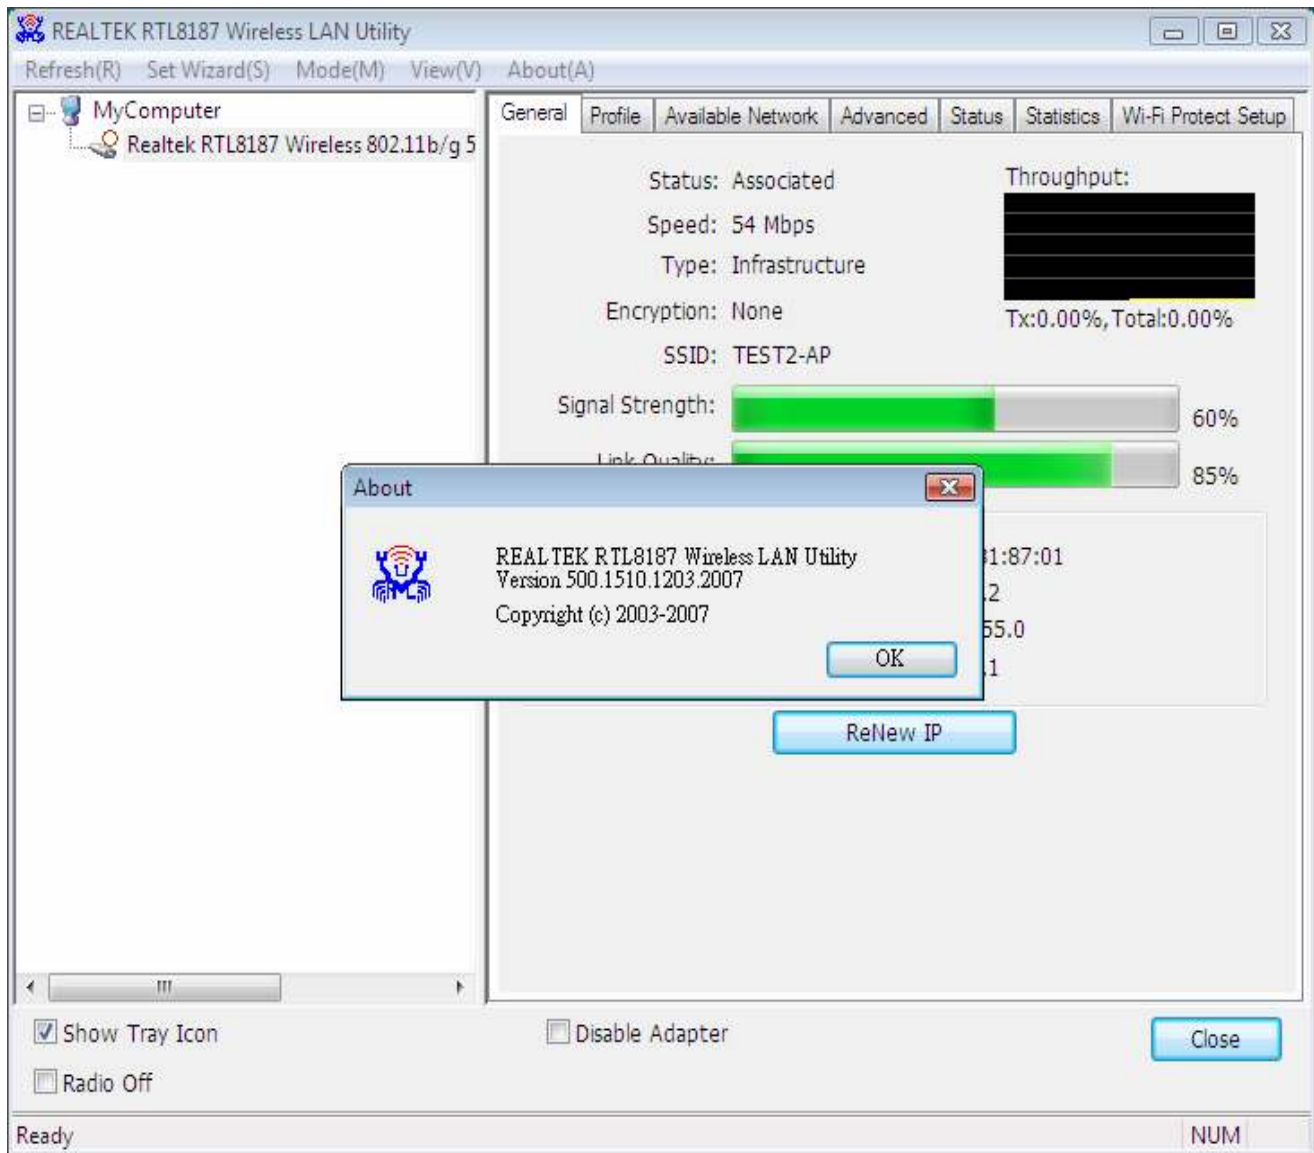 REALTEK RTL8187 Wireless LAN Utility
Refresh(R) Set Wizard(S) Mode(M) View(V) About(A)
MyComputer
Realtek RTL8187 Wireless 802.11b/g 5
General Profile Available Network Advanced Status Statistics Wi-Fi Protect Setup
Status: Associated
Speed: 54 Mbps
Type: Infrastructure
Encryption: None
SSID: TEST2-AP
Throughput:
Tx:0.00%, Total:0.00%
Signal Strength: 60%
Link Quality: 85%
About
REALTEK RTL8187 Wireless LAN Utility
Version 500.1510.1203.2007
Copyright (c) 2003-2007
OK
:87:01
.2
55.0
.1
ReNew IP
Show Tray Icon
Disable Adapter
Close
Radio Off
Ready
NUM